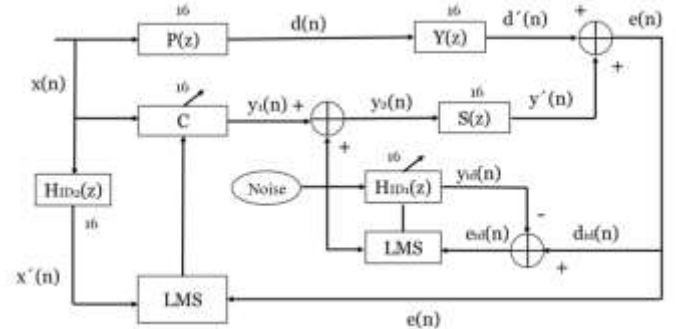 16
P(z)
d(n)
16
Y(z)
d´(n)
+
e(n)
+
x(n)
16
C
y₁(n) +
+
y₂(n)
16
S(z)
y´(n)
HID₂(z)
16
Noise
16
HID₁(z)
yid(n)
-
LMS
eid(n)
did(n)
+
x´(n)
LMS
e(n)